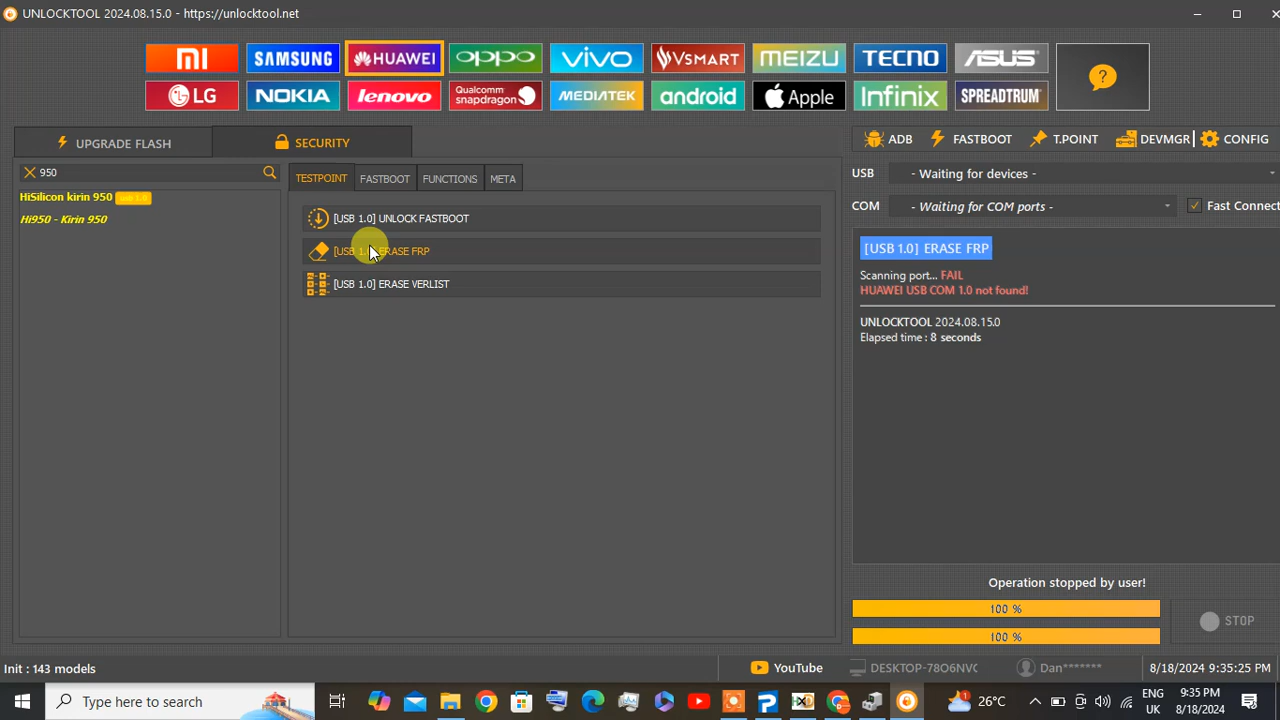 UNLOCKTOOL 2024.08.15.0 - https://unlocktool.net
mi SAMSUNG HUAWEI oppo vivo VSMART MEIZU TECNO ASUS ?
LG NOKIA lenovo Qualcomm snapdragon MEDIATEK android Apple Infinix SPREADTRUM
UPGRADE FLASH SECURITY
ADB FASTBOOT T.POINT DEVMGR CONFIG
950
HiSilicon kirin 950
Hi950 - Kirin 950
TESTPOINT FASTBOOT FUNCTIONS META
[USB 1.0] UNLOCK FASTBOOT
[USB 1.0] ERASE FRP
[USB 1.0] ERASE VERLIST
USB - Waiting for devices -
COM - Waiting for COM ports - Fast Connect
[USB 1.0] ERASE FRP
Scanning port... FAIL
HUAWEI USB COM 1.0 not found!
UNLOCKTOOL 2024.08.15.0
Elapsed time : 8 seconds
Operation stopped by user!
100 %
100 %
STOP
Init : 143 models
YouTube DESKTOP-78O6NVC Dan******* 8/18/2024 9:35:25 PM
Type here to search
26°C
ENG
UK
9:35 PM
8/18/2024